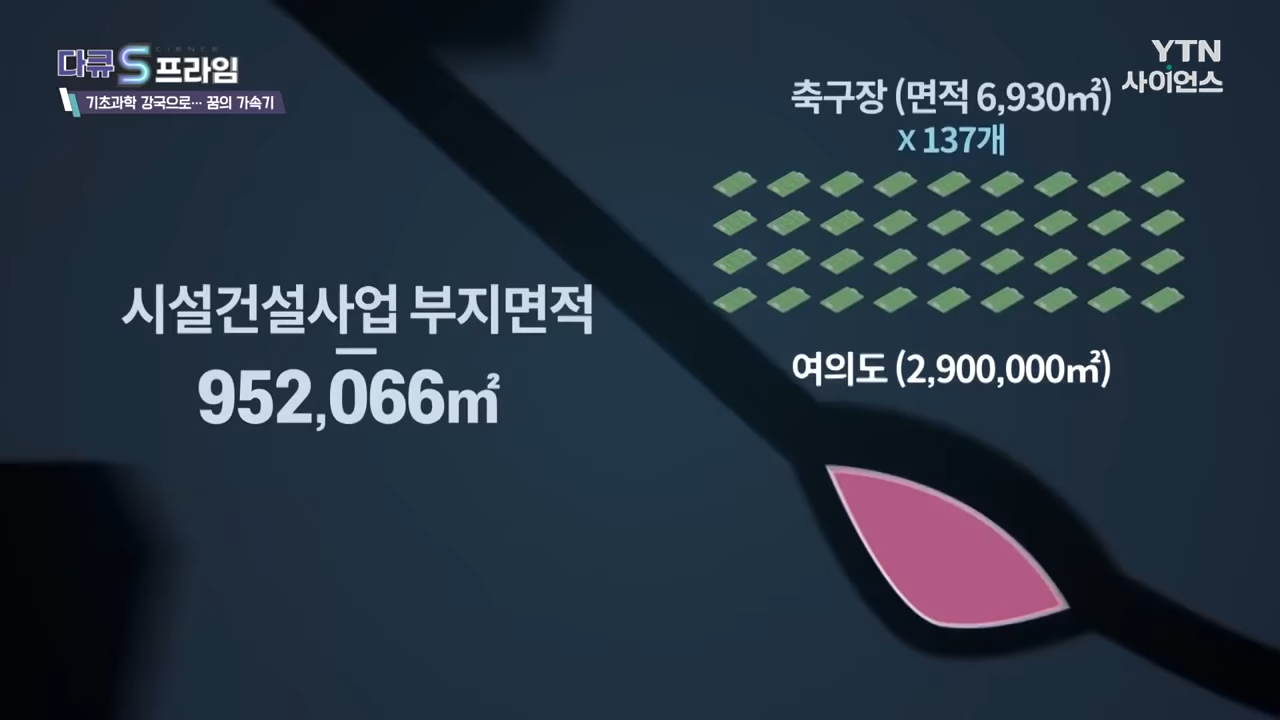 다큐S프라임
SCIENCE
기초과학 강국으로… 꿈의 가속기
YTN
사이언스
축구장 (면적 6,930㎡)
X 137개
시설건설사업 부지면적
952,066㎡
여의도 (2,900,000㎡)